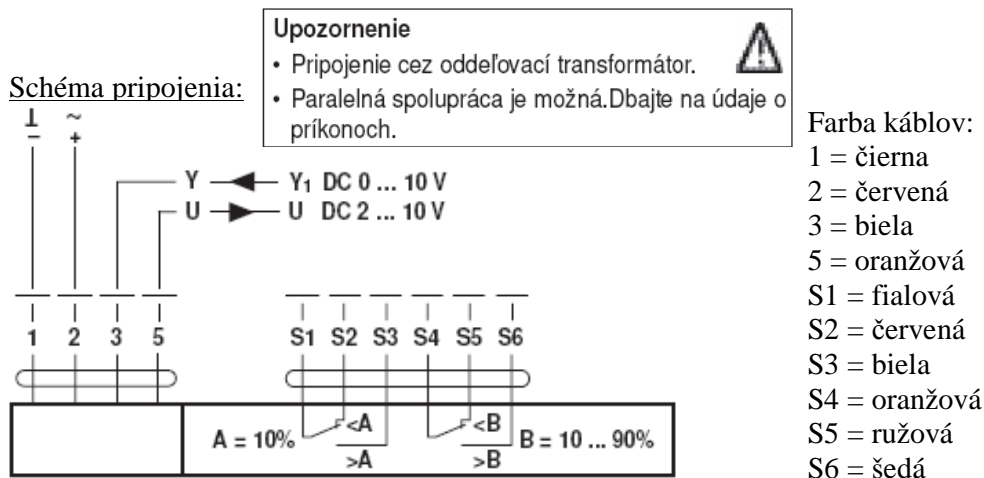 Upozornenie
• Pripojenie cez oddeľovací transformátor.
• Paralelná spolupráca je možná.Dbajte na údaje o
príkonoch.
Schéma pripojenia:
⊥ ~
− +
Y Y1 DC 0 ... 10 V
U U DC 2 ... 10 V
1 2 3 5 S1 S2 S3 S4 S5 S6
A = 10% <A <B B = 10 ... 90%
>A >B
Farba káblov:
1 = čierna
2 = červená
3 = biela
5 = oranžová
S1 = fialová
S2 = červená
S3 = biela
S4 = oranžová
S5 = ružová
S6 = šedá